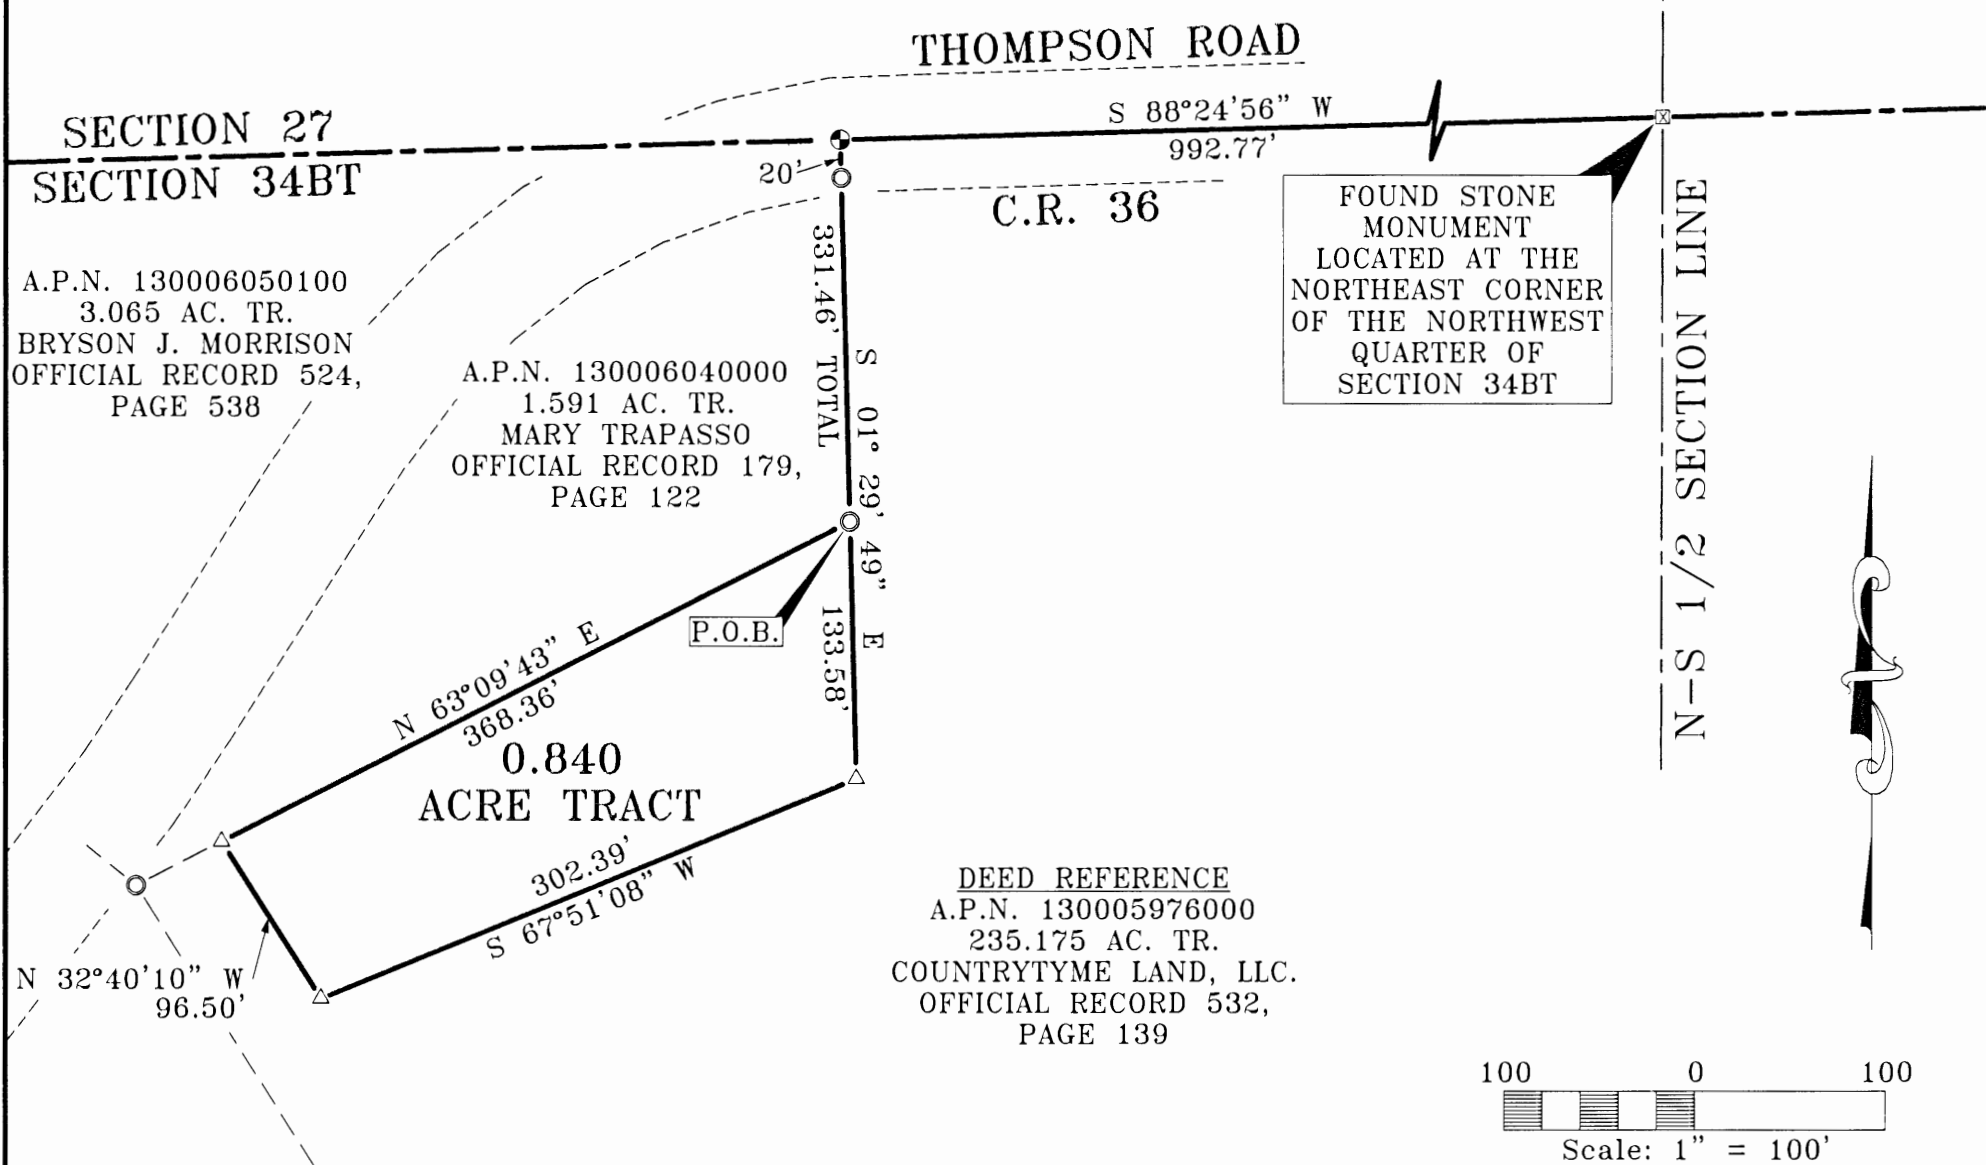 THOMPSON ROAD
S 88°24'56" W
992.77'
SECTION 27
SECTION 34BT
20'
C.R. 36
FOUND STONE
MONUMENT
LOCATED AT THE
NORTHEAST CORNER
OF THE NORTHWEST
QUARTER OF
SECTION 34BT
N-S 1/2 SECTION LINE
A.P.N. 130006050100
3.065 AC. TR.
BRYSON J. MORRISON
OFFICIAL RECORD 524,
PAGE 538
A.P.N. 130006040000
1.591 AC. TR.
MARY TRAPASSO
OFFICIAL RECORD 179,
PAGE 122
331.46' TOTAL
S 01° 29' 49" E
133.58'
P.O.B.
N 63°09'43" E
368.36'
0.840
ACRE TRACT
302.39'
S 67°51'08" W
N 32°40'10" W
96.50'
DEED REFERENCE
A.P.N. 130005976000
235.175 AC. TR.
COUNTRYTYME LAND, LLC.
OFFICIAL RECORD 532,
PAGE 139
100 0 100
Scale: 1" = 100'